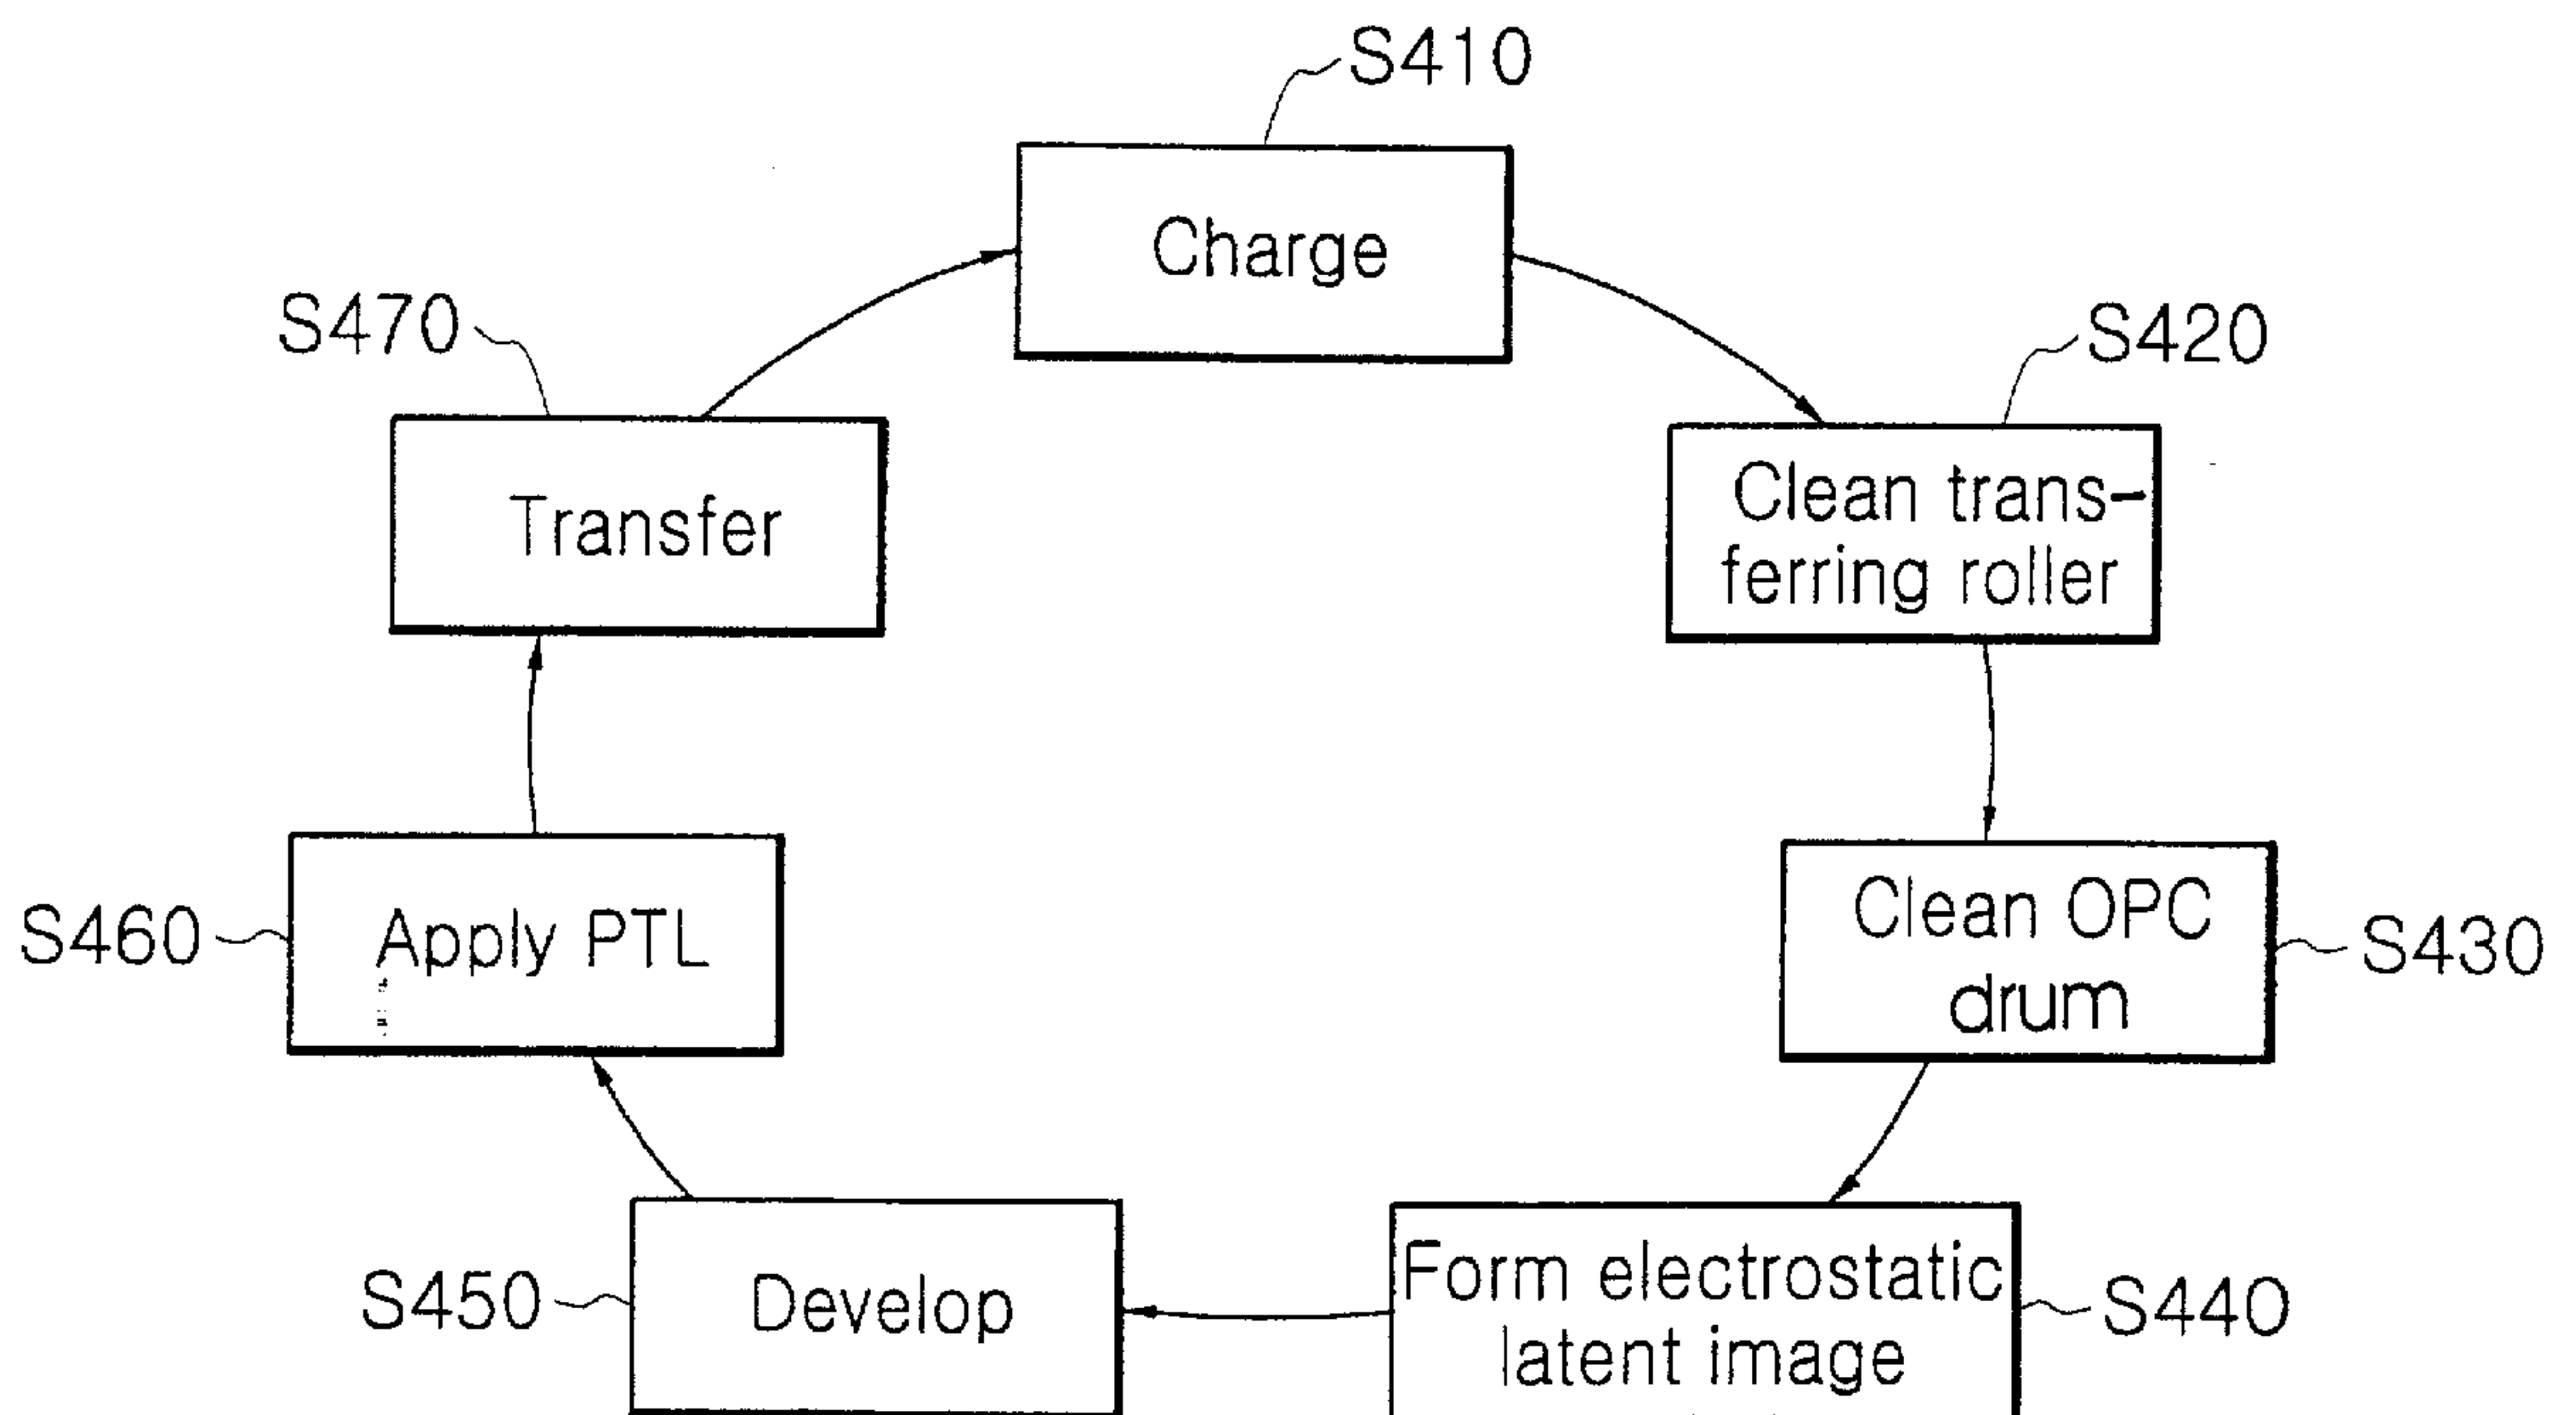 S410
Charge
S470
S420
Transfer
Clean trans-
ferring roller
S460
Apply PTL
Clean OPC
drum
S430
S450
Develop
Form electrostatic
latent image
S440